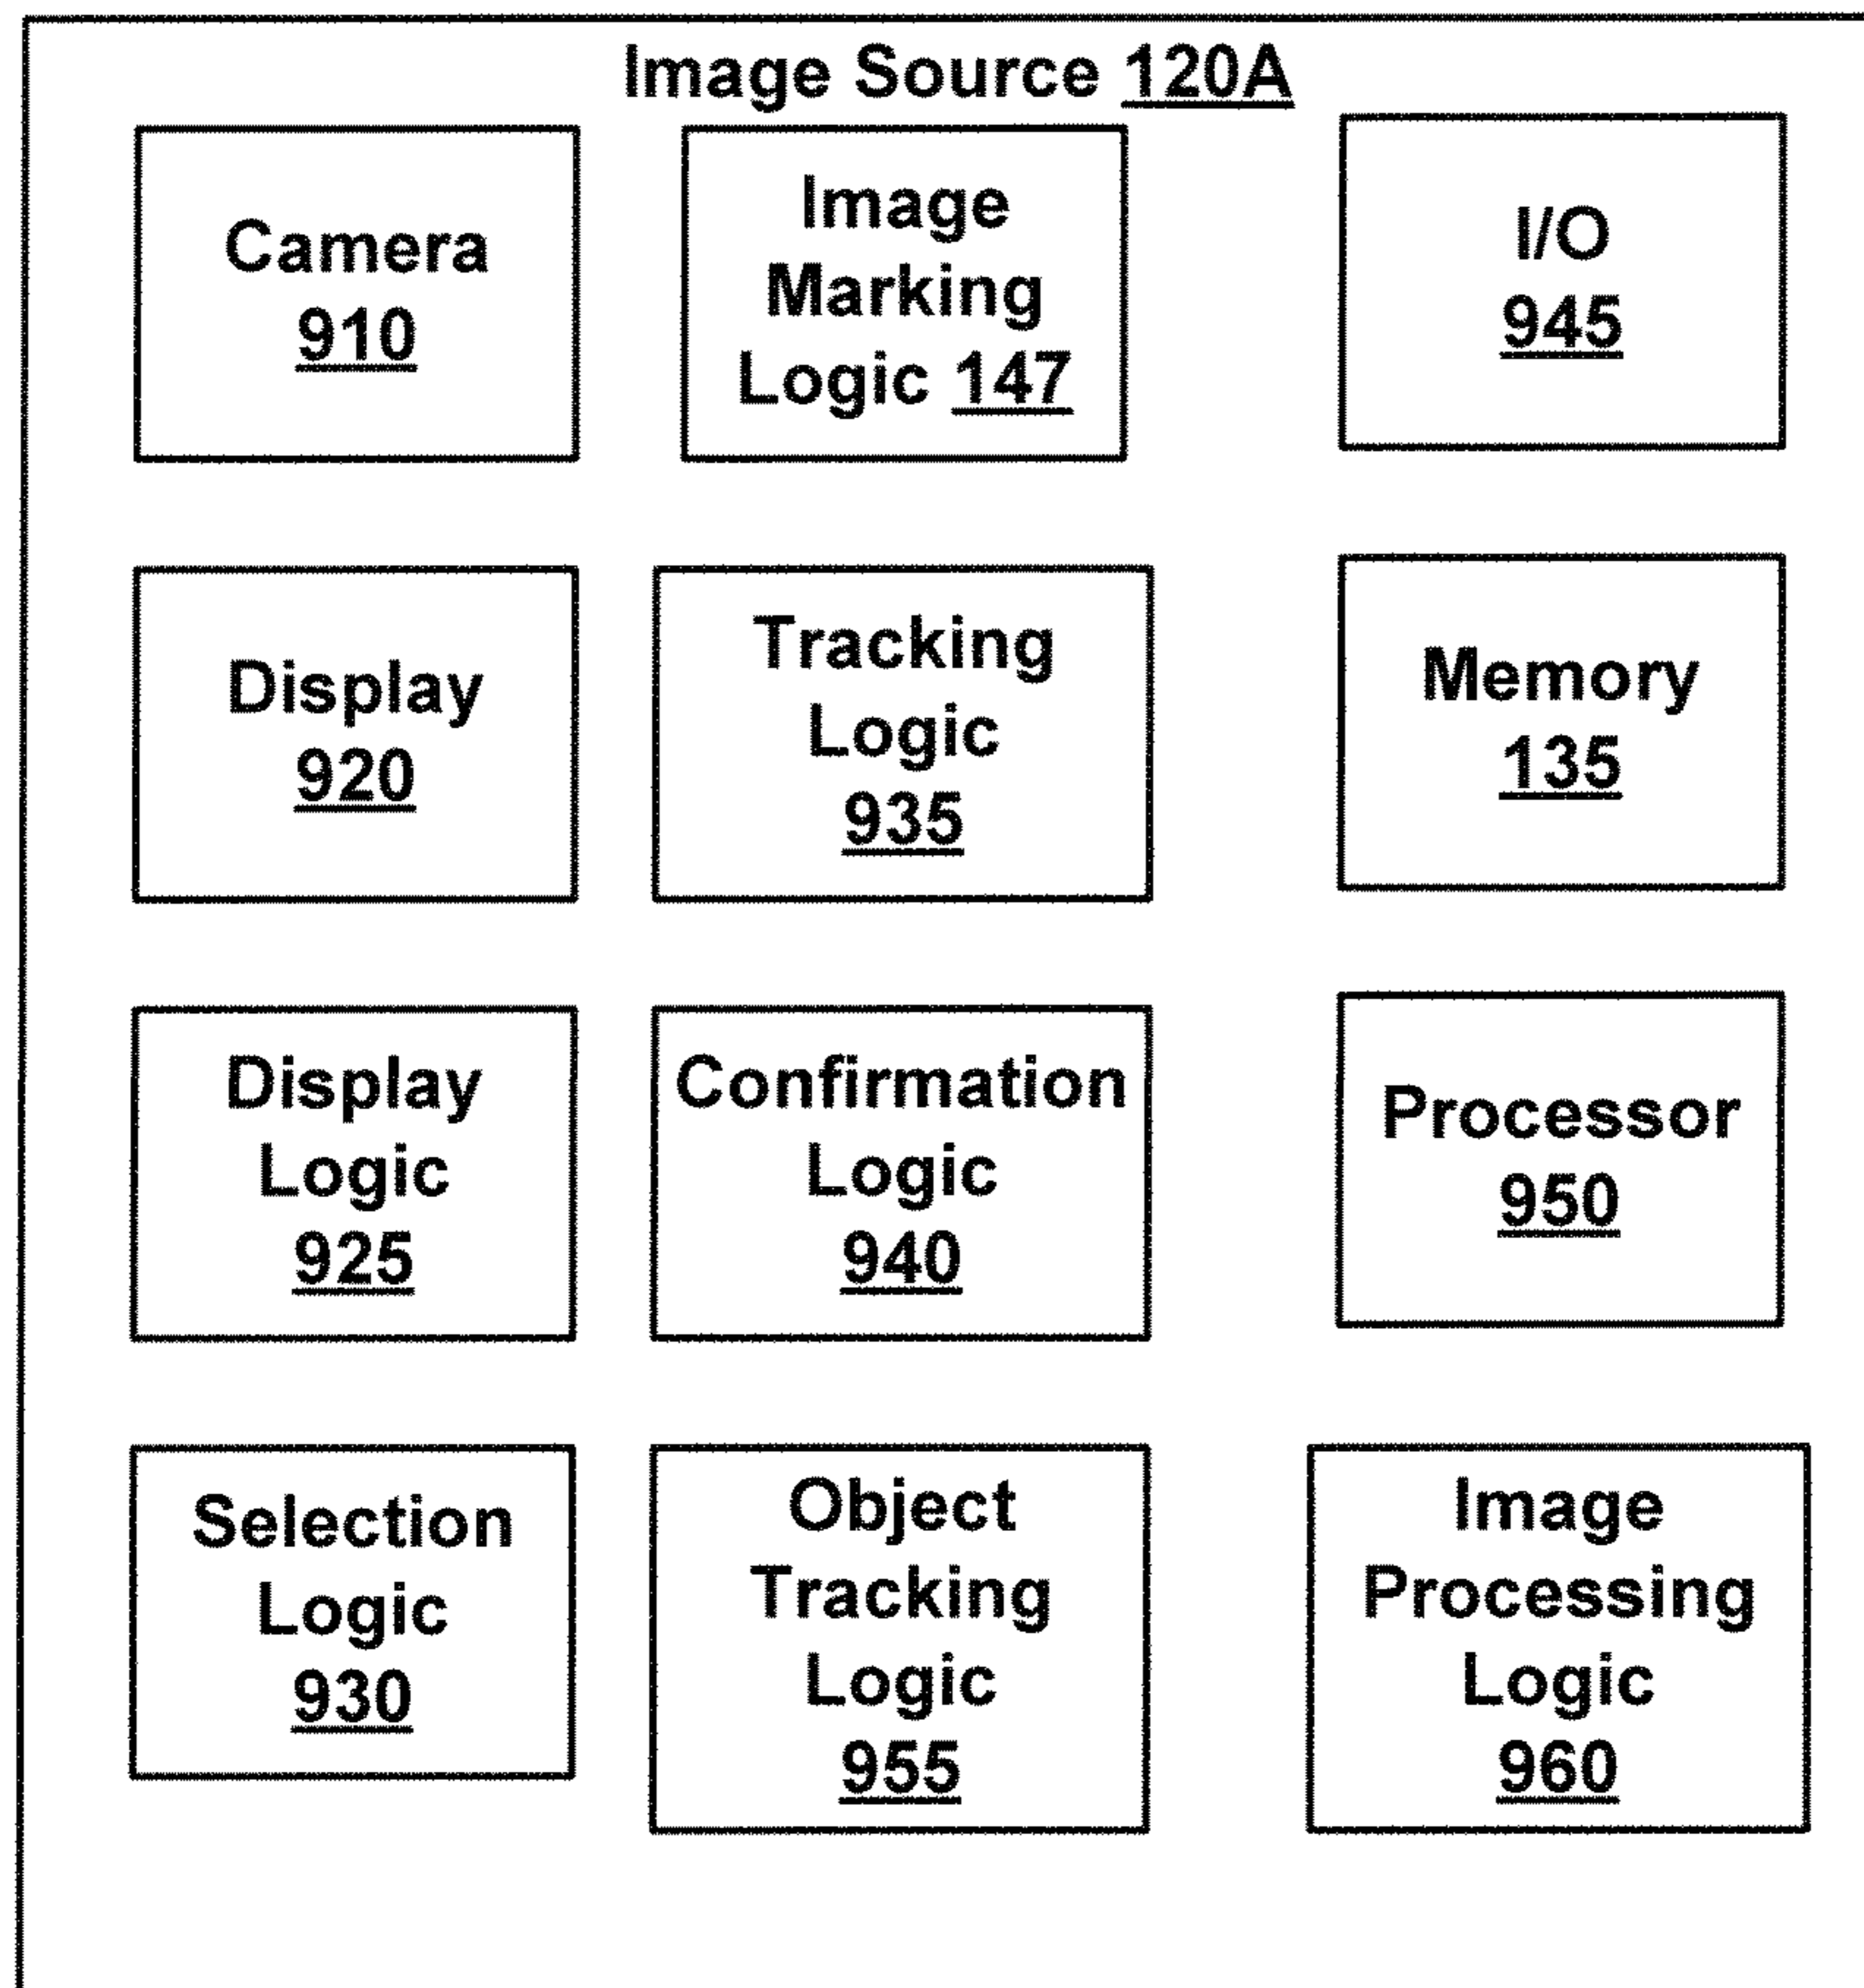 Image Source 120A
Camera
910
Image
Marking
Logic 147
I/O
945
Display
920
Tracking
Logic
935
Memory
135
Display
Logic
925
Confirmation
Logic
940
Processor
950
Selection
Logic
930
Object
Tracking
Logic
955
Image
Processing
Logic
960